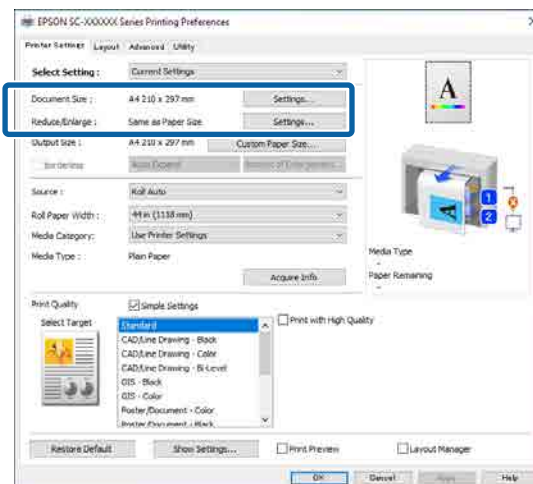 EPSON SC-XXXXXX Series Printing Preferences
Printer Settings Layout Advanced Utility
Select Setting : Current Settings
Document Size : A4 210 x 297 mm Settings...
Reduce/Enlarge : Same as Paper Size Settings...
Output Size : A4 210 x 297 mm Custom Paper Size...
Borderless Auto Expand Amount of Enlargement...
Source : Roll Auto
Roll Paper Width : 44 in (1118 mm)
Media Category: Use Printer Settings
Media Type : Plain Paper
Acquire Info
A
A
1
2
Media Type
-
Paper Remaining
-
Print Quality Simple Settings
Select Target
Standard
CAD/Line Drawing - Black
CAD/Line Drawing - Color
CAD/Line Drawing - Bi-Level
GIS - Black
GIS - Color
Poster/Document - Color
Poster/Document - Black
Print with High Quality
Restore Default Show Settings... Print Preview Layout Manager
OK Cancel Apply Help